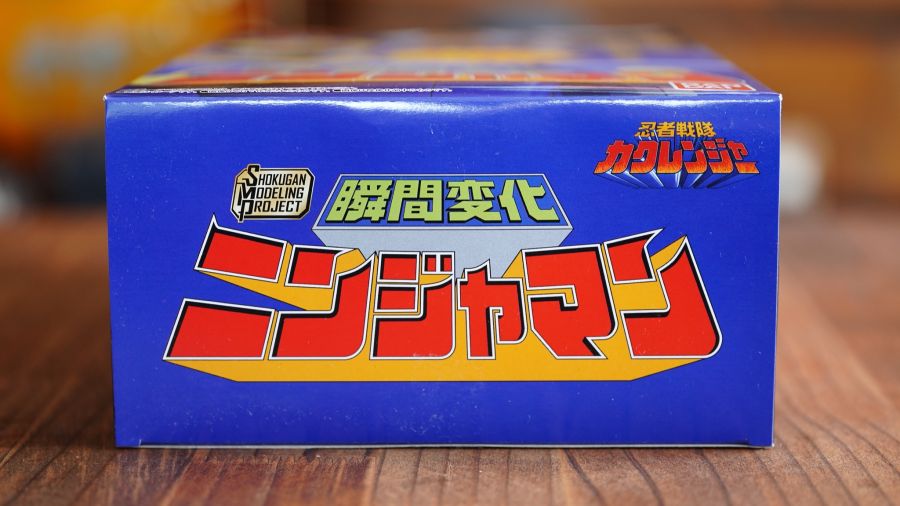 忍者戦隊
カクレンジャー
SMP
SHOKUGAN
MODELING
PROJECT
瞬間変化
ニンジャマン